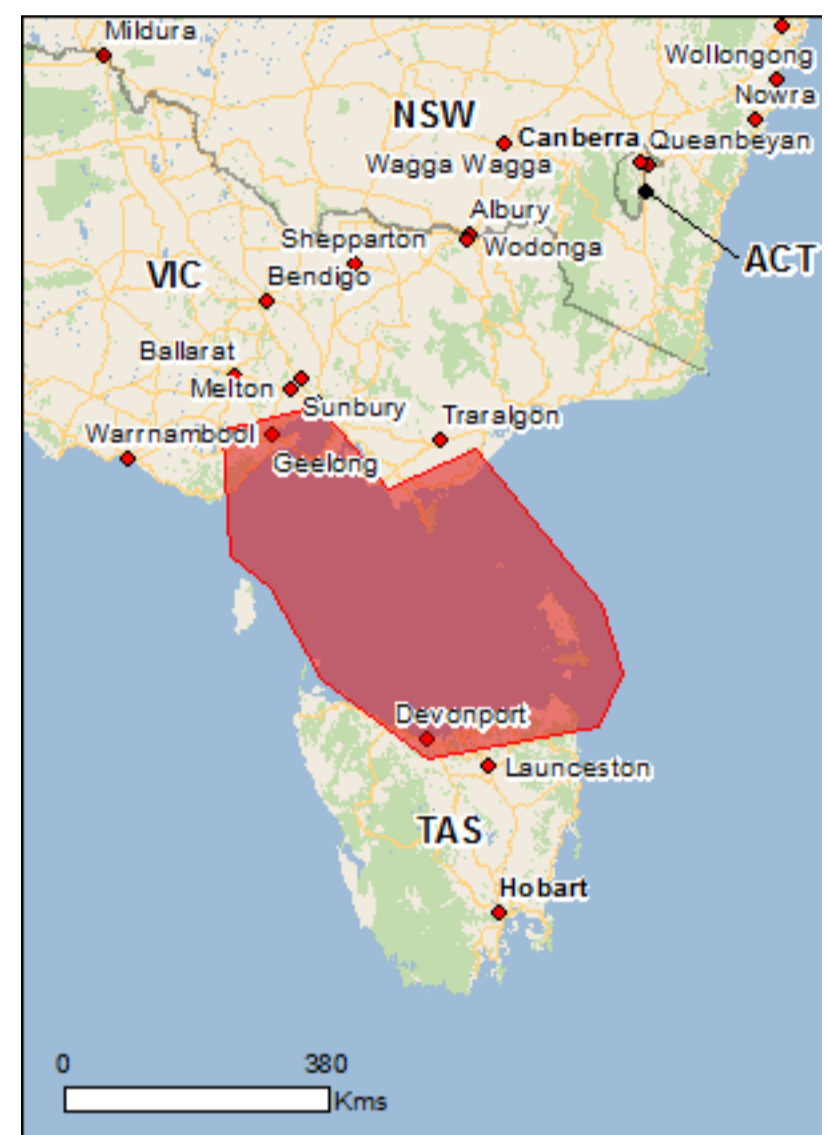 Mildura
Wollongong
Nowra
NSW
Canberra
Queanbeyan
Wagga Wagga
Albury
Shepparton
Wodonga
ACT
VIC
Bendigo
Ballarat
Melton
Sunbury
Traralgon
Warrnambool
Geelong
Devonport
Launceston
TAS
Hobart
0 380
Kms